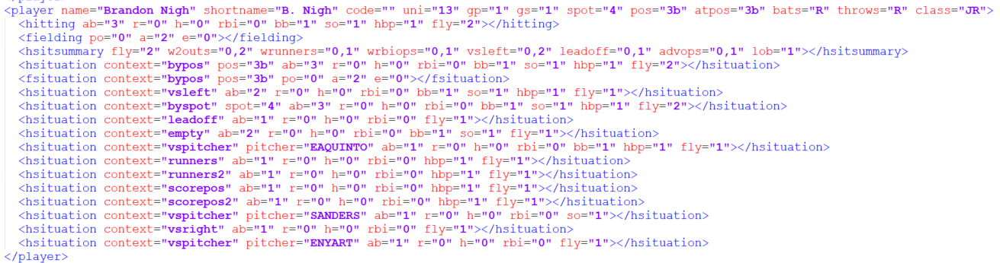 <player name="Brandon Nigh" shortname="B. Nigh" code="" uni="13" gp="1" gs="1" spot="4" pos="3b" atpos="3b" bats="R" throws="R" class="JR">
<hitting ab="3" r="0" h="0" rbi="0" bb="1" so="1" hbp="1" fly="2"></hitting>
<fielding po="0" a="2" e="0"></fielding>
<hsitsummary fly="2" w2outs="0,2" wrunners="0,1" wrbiops="0,1" vsleft="0,2" leadoff="0,1" advops="0,1" lob="1"></hsitsummary>
<hsituation context="bypos" pos="3b" ab="3" r="0" h="0" rbi="0" bb="1" so="1" hbp="1" fly="2"></hsituation>
<fsituation context="bypos" pos="3b" po="0" a="2" e="0"></fsituation>
<hsituation context="vsleft" ab="2" r="0" h="0" rbi="0" bb="1" so="1" hbp="1" fly="1"></hsituation>
<hsituation context="byspot" spot="4" ab="3" r="0" h="0" rbi="0" bb="1" so="1" hbp="1" fly="2"></hsituation>
<hsituation context="leadoff" ab="1" r="0" h="0" rbi="0" fly="1"></hsituation>
<hsituation context="empty" ab="2" r="0" h="0" rbi="0" bb="1" so="1" fly="1"></hsituation>
<hsituation context="vspitcher" pitcher="EAQUINTO" ab="1" r="0" h="0" rbi="0" bb="1" hbp="1" fly="1"></hsituation>
<hsituation context="runners" ab="1" r="0" h="0" rbi="0" hbp="1" fly="1"></hsituation>
<hsituation context="runners2" ab="1" r="0" h="0" rbi="0" hbp="1" fly="1"></hsituation>
<hsituation context="scorepos" ab="1" r="0" h="0" rbi="0" hbp="1" fly="1"></hsituation>
<hsituation context="scorepos2" ab="1" r="0" h="0" rbi="0" hbp="1" fly="1"></hsituation>
<hsituation context="vspitcher" pitcher="SANDERS" ab="1" r="0" h="0" rbi="0" so="1"></hsituation>
<hsituation context="vsright" ab="1" r="0" h="0" rbi="0" fly="1"></hsituation>
<hsituation context="vspitcher" pitcher="ENYART" ab="1" r="0" h="0" rbi="0" fly="1"></hsituation>
</player>